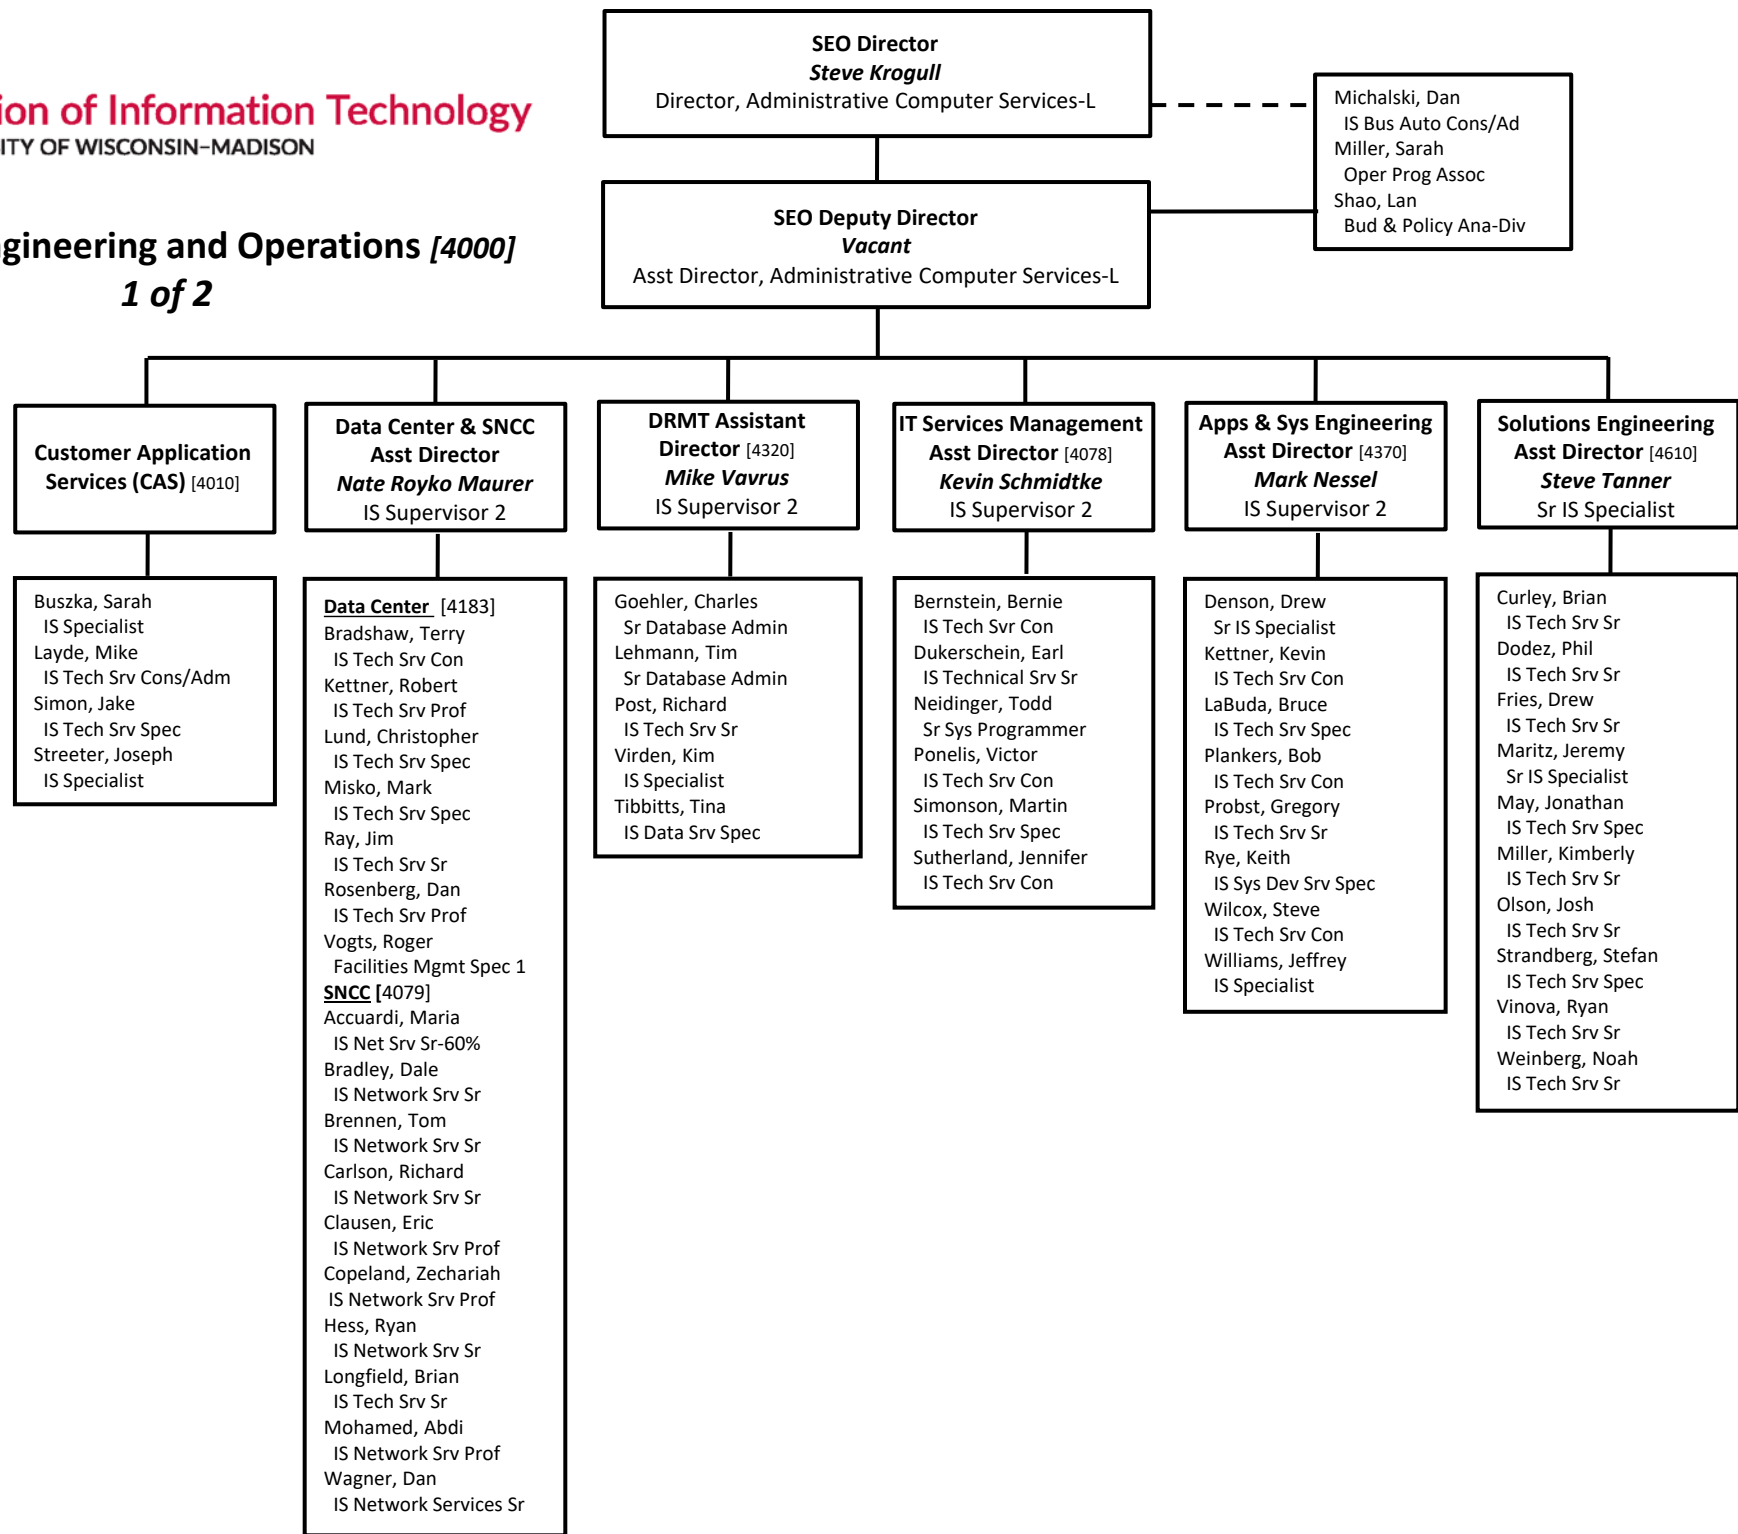 SEO Director
Steve Krogull
Director, Administrative Computer Services-L
ion of Information Technology
ITY OF WISCONSIN–MADISON
Michalski, Dan
IS Bus Auto Cons/Ad
Miller, Sarah
Oper Prog Assoc
Shao, Lan
Bud & Policy Ana-Div
SEO Deputy Director
Vacant
Asst Director, Administrative Computer Services-L
gineering and Operations [4000]
1 of 2
Customer Application
Services (CAS) [4010]
Buszka, Sarah
IS Specialist
Layde, Mike
IS Tech Srv Cons/Adm
Simon, Jake
IS Tech Srv Spec
Streeter, Joseph
IS Specialist
Data Center & SNCC
Asst Director
Nate Royko Maurer
IS Supervisor 2
Data Center [4183]
Bradshaw, Terry
IS Tech Srv Con
Kettner, Robert
IS Tech Srv Prof
Lund, Christopher
IS Tech Srv Spec
Misko, Mark
IS Tech Srv Spec
Ray, Jim
IS Tech Srv Sr
Rosenberg, Dan
IS Tech Srv Prof
Vogts, Roger
Facilities Mgmt Spec 1
SNCC [4079]
Accuardi, Maria
IS Net Srv Sr-60%
Bradley, Dale
IS Network Srv Sr
Brennen, Tom
IS Network Srv Sr
Carlson, Richard
IS Network Srv Sr
Clausen, Eric
IS Network Srv Prof
Copeland, Zechariah
IS Network Srv Prof
Hess, Ryan
IS Network Srv Sr
Longfield, Brian
IS Tech Srv Sr
Mohamed, Abdi
IS Network Srv Prof
Wagner, Dan
IS Network Services Sr
DRMT Assistant
Director [4320]
Mike Vavrus
IS Supervisor 2
Goehler, Charles
Sr Database Admin
Lehmann, Tim
Sr Database Admin
Post, Richard
IS Tech Srv Sr
Virden, Kim
IS Specialist
Tibbitts, Tina
IS Data Srv Spec
IT Services Management
Asst Director [4078]
Kevin Schmidtke
IS Supervisor 2
Bernstein, Bernie
IS Tech Svr Con
Dukerschein, Earl
IS Technical Srv Sr
Neidinger, Todd
Sr Sys Programmer
Ponelis, Victor
IS Tech Srv Con
Simonson, Martin
IS Tech Srv Spec
Sutherland, Jennifer
IS Tech Srv Con
Apps & Sys Engineering
Asst Director [4370]
Mark Nessel
IS Supervisor 2
Denson, Drew
Sr IS Specialist
Kettner, Kevin
IS Tech Srv Con
LaBuda, Bruce
IS Tech Srv Spec
Plankers, Bob
IS Tech Srv Con
Probst, Gregory
IS Tech Srv Sr
Rye, Keith
IS Sys Dev Srv Spec
Wilcox, Steve
IS Tech Srv Con
Williams, Jeffrey
IS Specialist
Solutions Engineering
Asst Director [4610]
Steve Tanner
Sr IS Specialist
Curley, Brian
IS Tech Srv Sr
Dodez, Phil
IS Tech Srv Sr
Fries, Drew
IS Tech Srv Sr
Maritz, Jeremy
Sr IS Specialist
May, Jonathan
IS Tech Srv Spec
Miller, Kimberly
IS Tech Srv Sr
Olson, Josh
IS Tech Srv Sr
Strandberg, Stefan
IS Tech Srv Spec
Vinova, Ryan
IS Tech Srv Sr
Weinberg, Noah
IS Tech Srv Sr